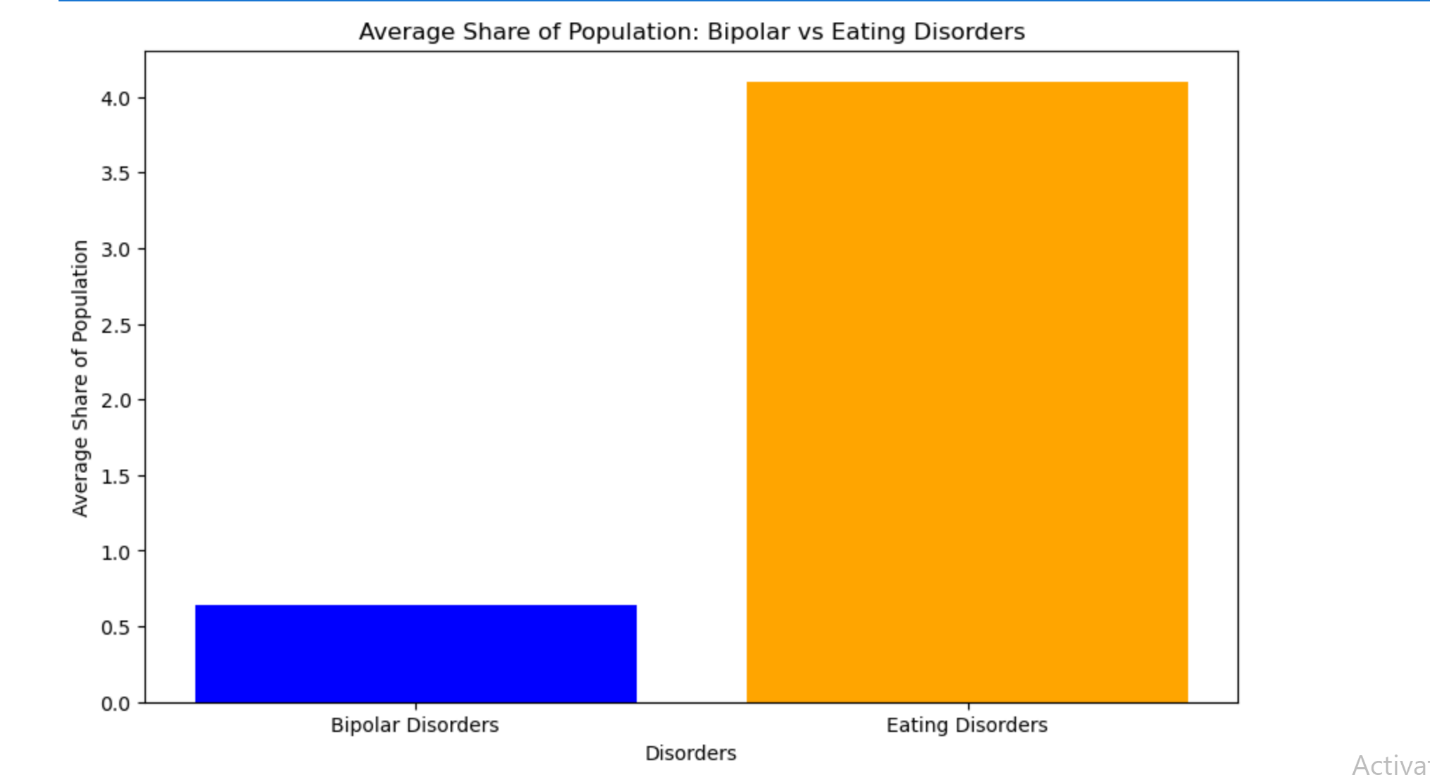 Average Share of Population: Bipolar vs Eating Disorders
Average Share of Population
4.0
3.5
3.0
2.5
2.0
1.5
1.0
0.5
0.0
Bipolar Disorders
Eating Disorders
Disorders